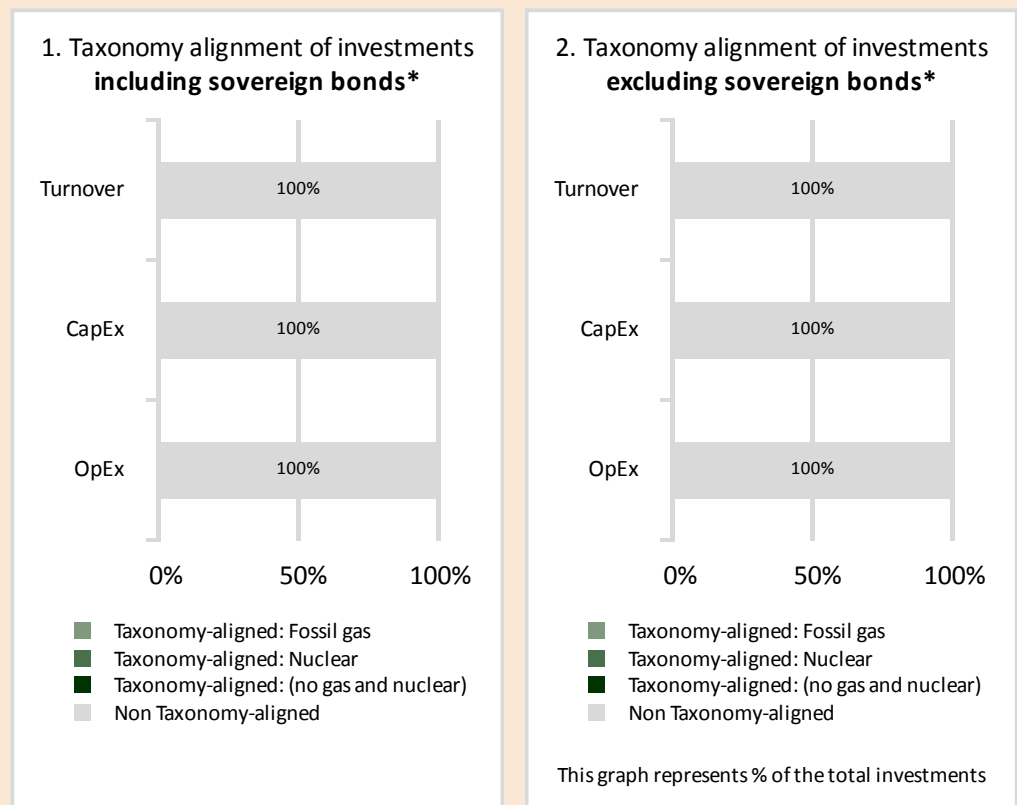 1. Taxonomy alignment of investments
including sovereign bonds*
Turnover
100%
CapEx
100%
OpEx
100%
0%
50%
100%
Taxonomy-aligned: Fossil gas
Taxonomy-aligned: Nuclear
Taxonomy-aligned: (no gas and nuclear)
Non Taxonomy-aligned
2. Taxonomy alignment of investments
excluding sovereign bonds*
Turnover
100%
CapEx
100%
OpEx
100%
0%
50%
100%
Taxonomy-aligned: Fossil gas
Taxonomy-aligned: Nuclear
Taxonomy-aligned: (no gas and nuclear)
Non Taxonomy-aligned
This graph represents % of the total investments